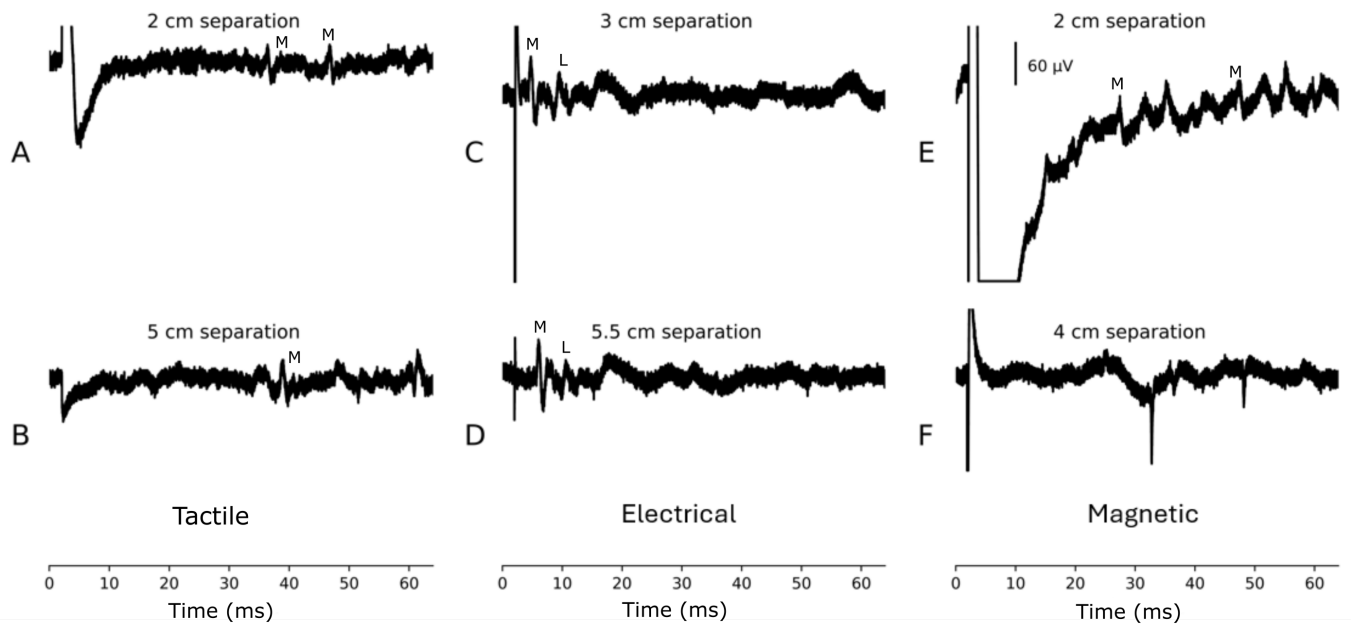 2 cm separation
3 cm separation
2 cm separation
M
M
M
L
60 μV
M
M
A
C
E
5 cm separation
5.5 cm separation
4 cm separation
M
M
L
B
D
F
Tactile
Electrical
Magnetic
0 10 20 30 40 50 60
0 10 20 30 40 50 60
0 10 20 30 40 50 60
Time (ms)
Time (ms)
Time (ms)